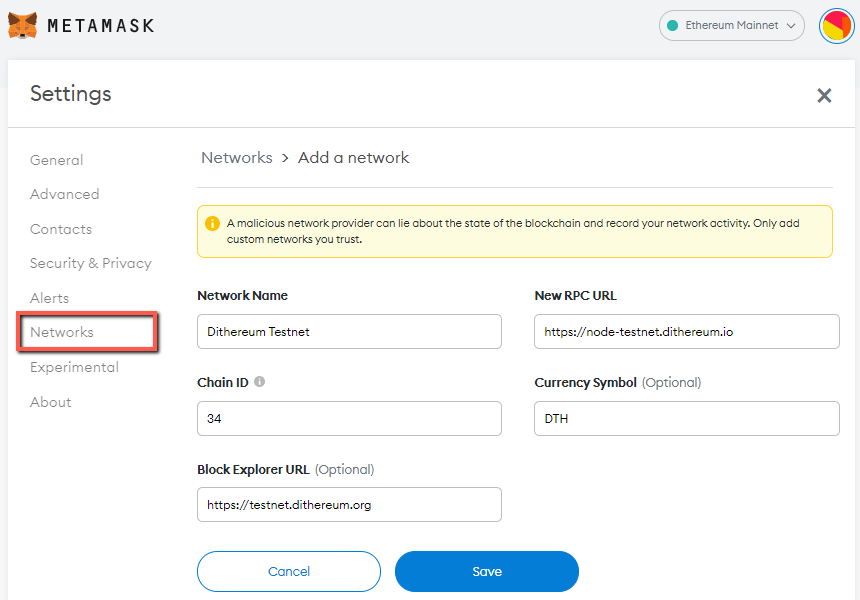 METAMASK
Ethereum Mainnet
Settings
General
Advanced
Contacts
Security & Privacy
Alerts
Networks
Experimental
About
Networks > Add a network
A malicious network provider can lie about the state of the blockchain and record your network activity. Only add
custom networks you trust.
Network Name
Dithereum Testnet
New RPC URL
https://node-testnet.dithereum.io
Chain ID
34
Currency Symbol (Optional)
DTH
Block Explorer URL (Optional)
https://testnet.dithereum.org
Cancel
Save